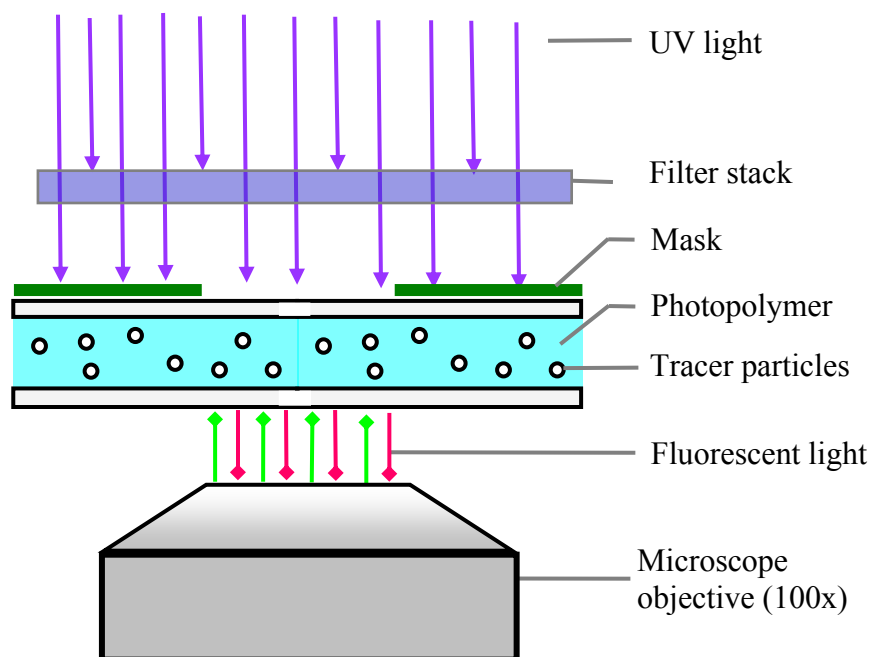 UV light
Filter stack
Mask
Photopolymer
Tracer particles
Fluorescent light
Microscope
objective (100x)